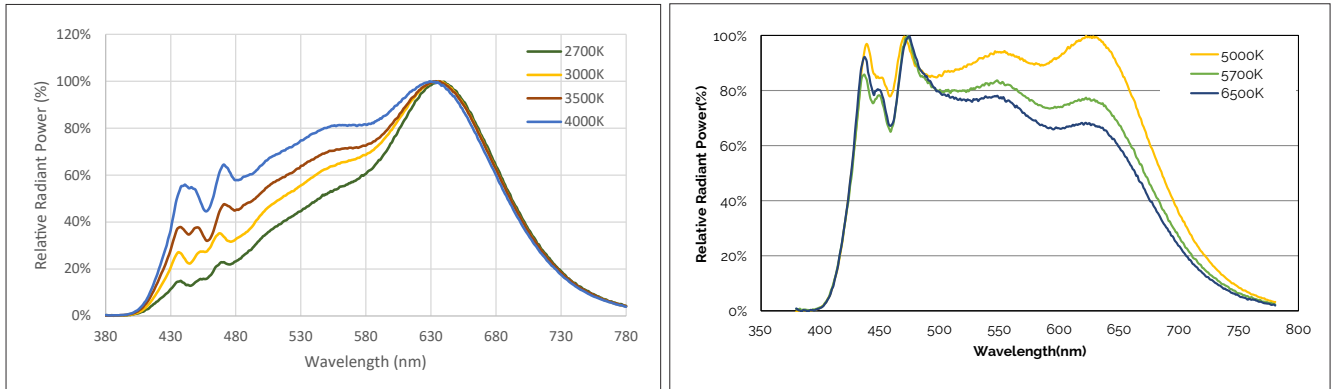 120%
100%
80%
60%
40%
20%
0%
Relative Radiant Power (%)
380 430 480 530 580 630 680 730 780
Wavelength (nm)
2700K
3000K
3500K
4000K
100%
80%
60%
40%
20%
0%
Relative Radiant Power(%)
350 400 450 500 550 600 650 700 750 800
Wavelength(nm)
5000K
5700K
6500K